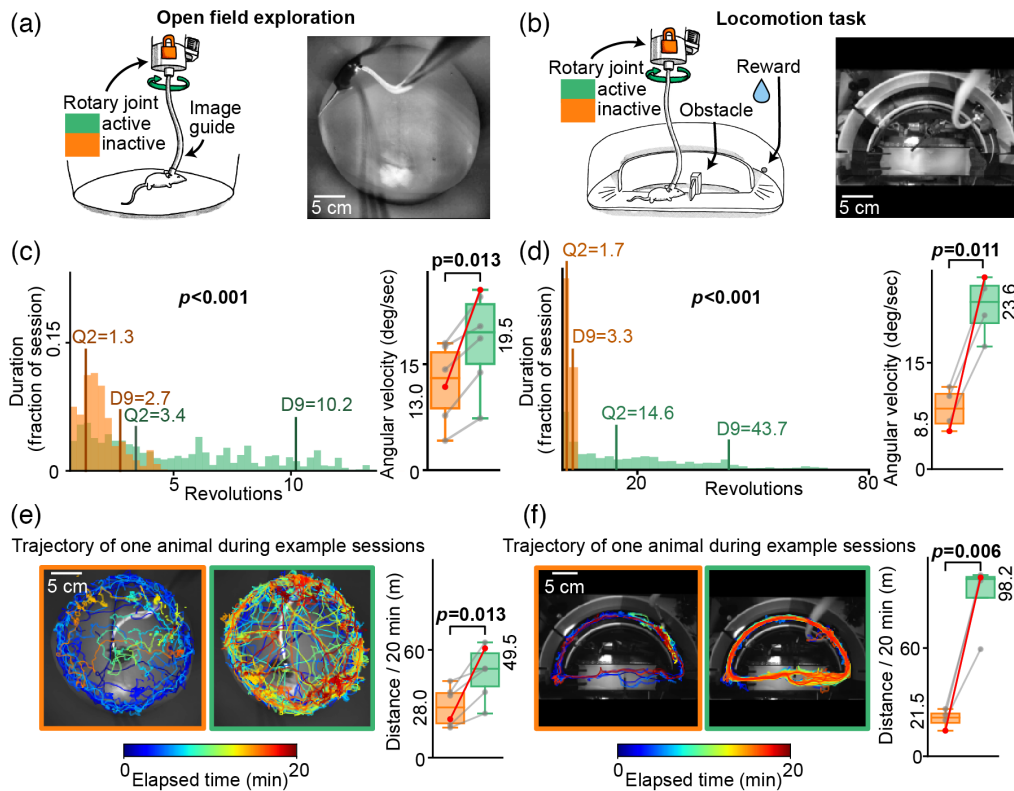 (a)
Open field exploration
Rotary joint
active
inactive
Image
guide
5 cm
(b)
Locomotion task
Rotary joint
active
inactive
Reward
Obstacle
5 cm
(c)
Duration
(fraction of session)
0.15
0
p<0.001
Q2=1.3
D9=2.7
Q2=3.4
D9=10.2
5
10
Revolutions
p=0.013
Angular velocity (deg/sec)
15
0
13.0
19.5
(d)
Duration
(fraction of session)
Q2=1.7
p<0.001
D9=3.3
Q2=14.6
D9=43.7
20
80
Revolutions
p=0.011
Angular velocity (deg/sec)
15
0
8.5
23.6
(e)
Trajectory of one animal during example sessions
5 cm
0
20
Elapsed time (min)
p=0.013
Distance / 20 min (m)
60
0
28.0
49.5
(f)
Trajectory of one animal during example sessions
5 cm
0
20
Elapsed time (min)
p=0.006
Distance / 20 min (m)
60
0
21.5
98.2